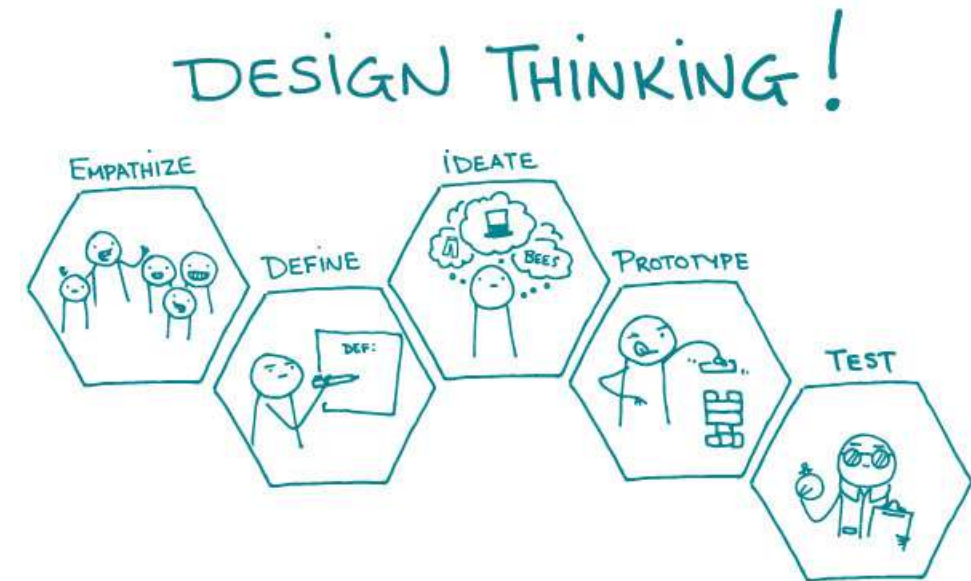 DESIGN THINKING!
EMPATHIZE
DEFINE
DEF:
IDEATE
BEES
PROTOTYPE
TEST